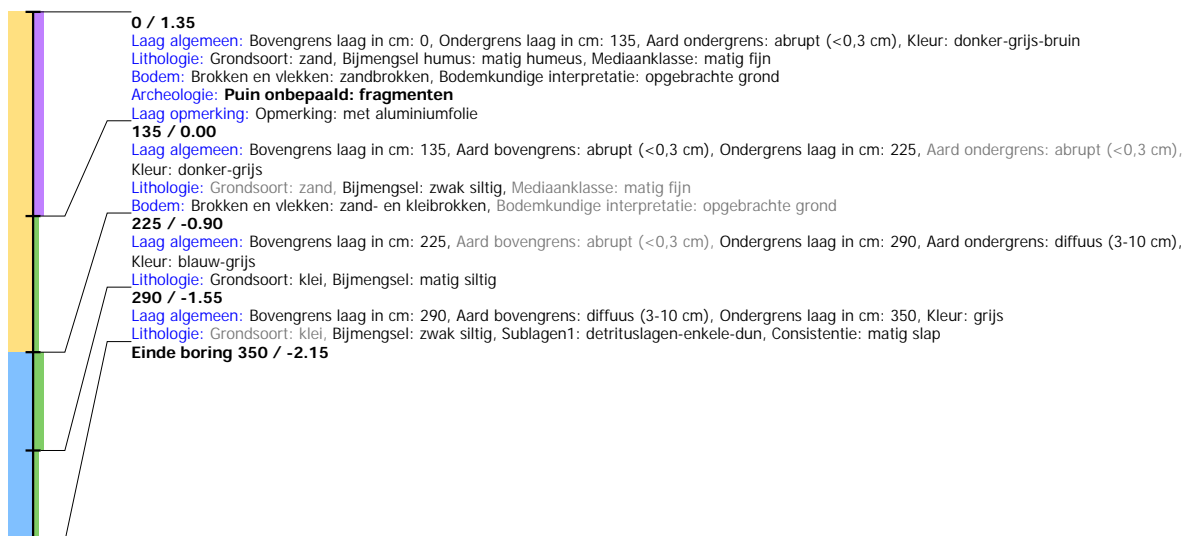 0 / 1.35
Laag algemeen: Bovengrens laag in cm: 0, Ondergrens laag in cm: 135, Aard ondergrens: abrupt (<0,3 cm), Kleur: donker-grijs-bruin
Lithologie: Grondsoort: zand, Bijmengsel humus: matig humeus, Mediaanklasse: matig fijn
Bodem: Brokken en vlekken: zandbrokken, Bodemkundige interpretatie: opgebrachte grond
Archeologie: Puin onbepaald: fragmenten
Laag opmerking: Opmerking: met aluminiumfolie
135 / 0.00
Laag algemeen: Bovengrens laag in cm: 135, Aard bovengrens: abrupt (<0,3 cm), Ondergrens laag in cm: 225, Aard ondergrens: abrupt (<0,3 cm),
Kleur: donker-grijs
Lithologie: Grondsoort: zand, Bijmengsel: zwak siltig, Mediaanklasse: matig fijn
Bodem: Brokken en vlekken: zand- en kleibrokken, Bodemkundige interpretatie: opgebrachte grond
225 / -0.90
Laag algemeen: Bovengrens laag in cm: 225, Aard bovengrens: abrupt (<0,3 cm), Ondergrens laag in cm: 290, Aard ondergrens: diffuus (3-10 cm),
Kleur: blauw-grijs
Lithologie: Grondsoort: klei, Bijmengsel: matig siltig
290 / -1.55
Laag algemeen: Bovengrens laag in cm: 290, Aard bovengrens: diffuus (3-10 cm), Ondergrens laag in cm: 350, Kleur: grijs
Lithologie: Grondsoort: klei, Bijmengsel: zwak siltig, Sublagen1: detrituslagen-enkele-dun, Consistentie: matig slap
Einde boring 350 / -2.15